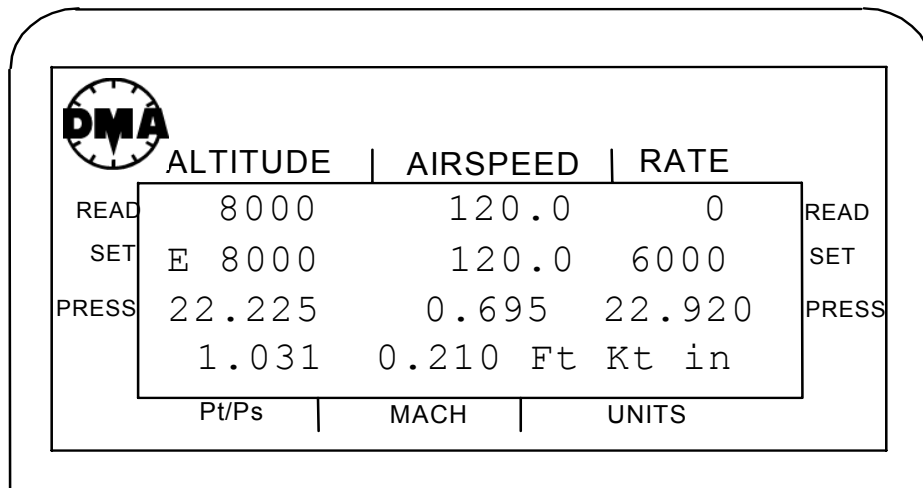 DMA
ALTITUDE AIRSPEED RATE
READ 8000 120.0 0 READ
SET E 8000 120.0 6000 SET
PRESS 22.225 0.695 22.920 PRESS
1.031 0.210 Ft Kt in
Pt/Ps MACH UNITS